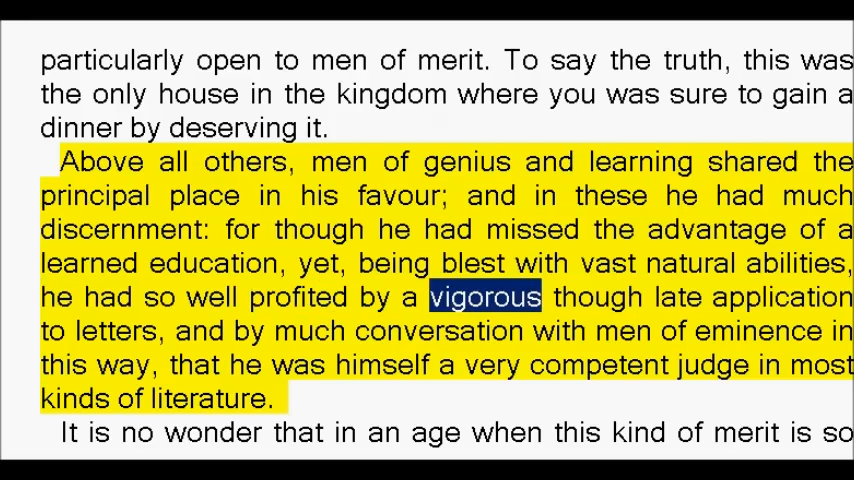 particularly open to men of merit. To say the truth, this was
the only house in the kingdom where you was sure to gain a
dinner by deserving it.
Above all others, men of genius and learning shared the
principal place in his favour; and in these he had much
discernment: for though he had missed the advantage of a
learned education, yet, being blest with vast natural abilities,
he had so well profited by a vigorous though late application
to letters, and by much conversation with men of eminence in
this way, that he was himself a very competent judge in most
kinds of literature.
It is no wonder that in an age when this kind of merit is so